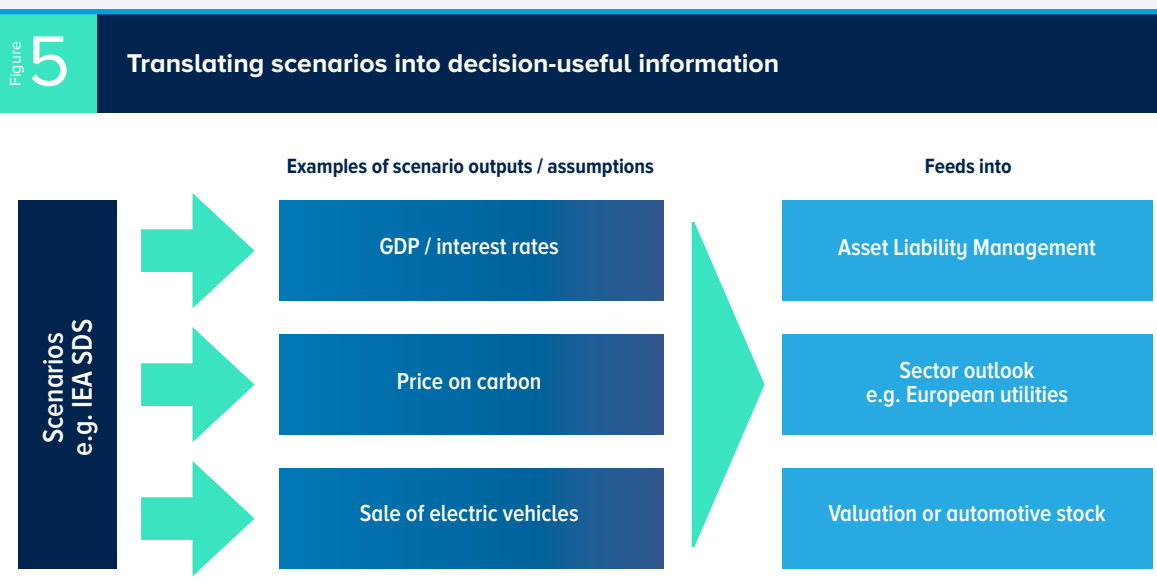 Figure
5
Translating scenarios into decision-useful information
Examples of scenario outputs / assumptions
Feeds into
Scenarios
e.g. IEA SDS
GDP / interest rates
Asset Liability Management
Price on carbon
Sector outlook
e.g. European utilities
Sale of electric vehicles
Valuation or automotive stock